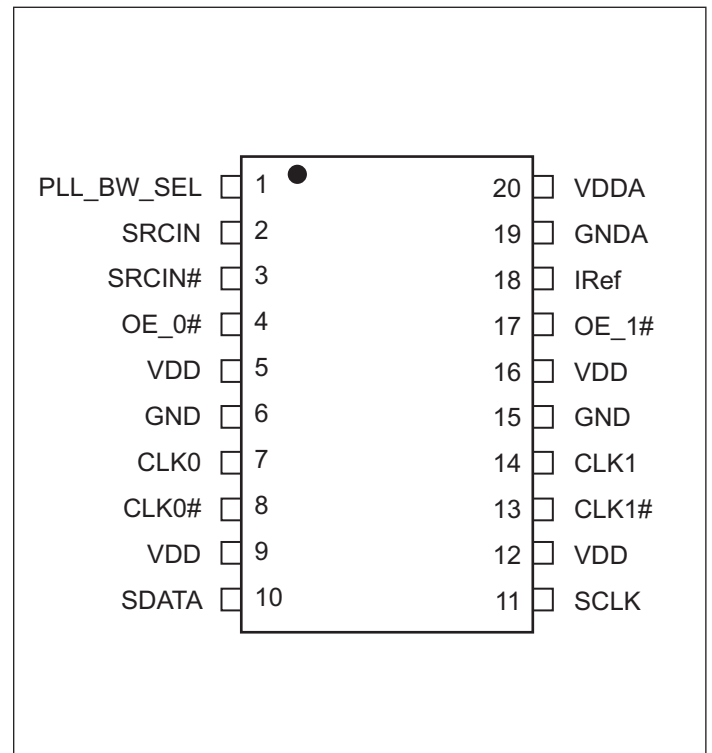 PLL_BW_SEL 1 20 VDDA
SRCIN 2 19 GNDA
SRCIN# 3 18 IRef
OE_0# 4 17 OE_1#
VDD 5 16 VDD
GND 6 15 GND
CLK0 7 14 CLK1
CLK0# 8 13 CLK1#
VDD 9 12 VDD
SDATA 10 11 SCLK